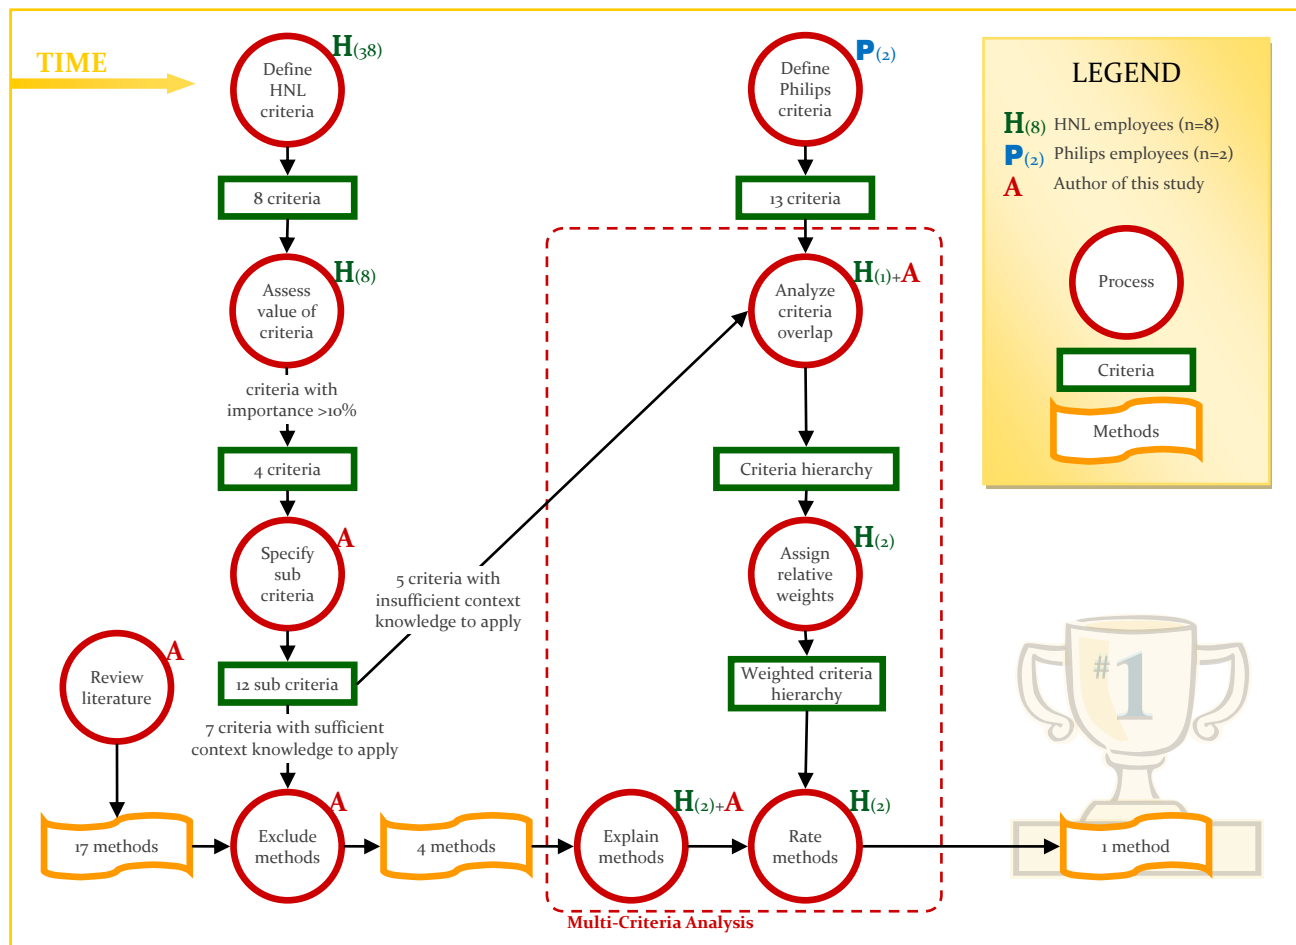 TIME
Define
HNL
criteria
H(38)
8 criteria
Assess
value of
criteria
H(8)
criteria with
importance >10%
4 criteria
Specify
sub
criteria
A
12 sub criteria
5 criteria with
insufficient context
knowledge to apply
7 criteria with sufficient
context knowledge to apply
Review
literature
A
17 methods
Exclude
methods
A
4 methods
Define
Philips
criteria
P(2)
13 criteria
Analyze
criteria
overlap
H(1)+A
Criteria hierarchy
Assign
relative
weights
H(2)
Weighted criteria
hierarchy
Explain
methods
H(2)+A
Rate
methods
H(2)
Multi-Criteria Analysis
#1
1 method
LEGEND
H(8) HNL employees (n=8)
P(2) Philips employees (n=2)
A Author of this study
Process
Criteria
Methods